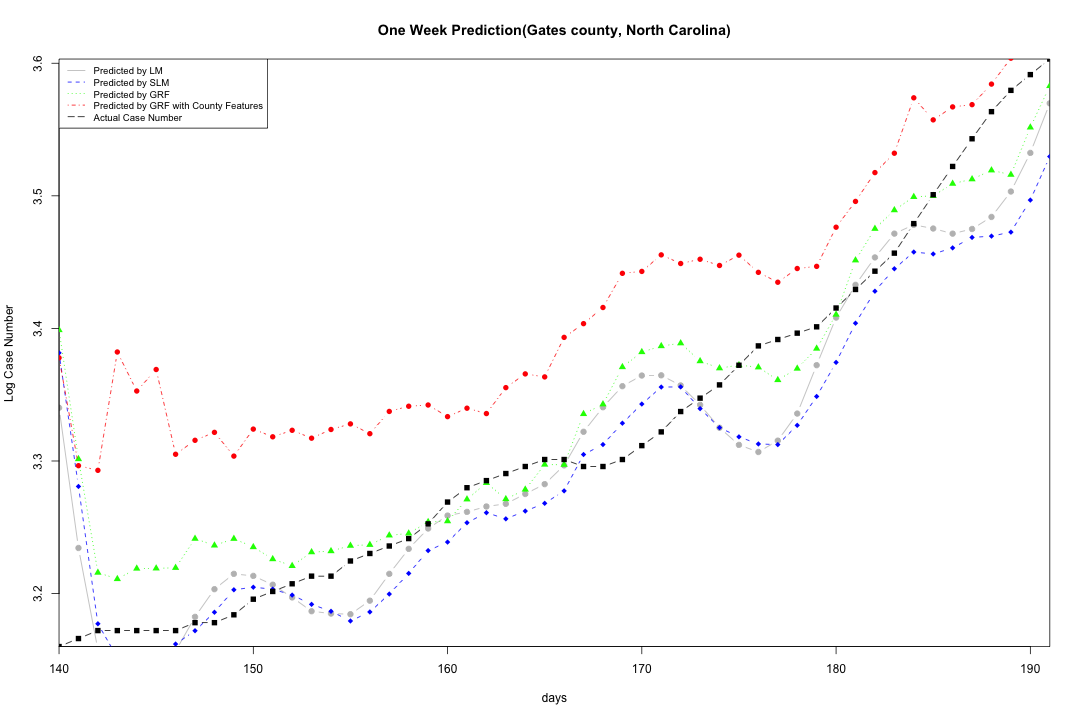 One Week Prediction(Gates county, North Carolina)
Predicted by LM
Predicted by SLM
Predicted by GRF
Predicted by GRF with County Features
Actual Case Number
3.6
3.5
3.4
3.3
3.2
Log Case Number
140 150 160 170 180 190
days